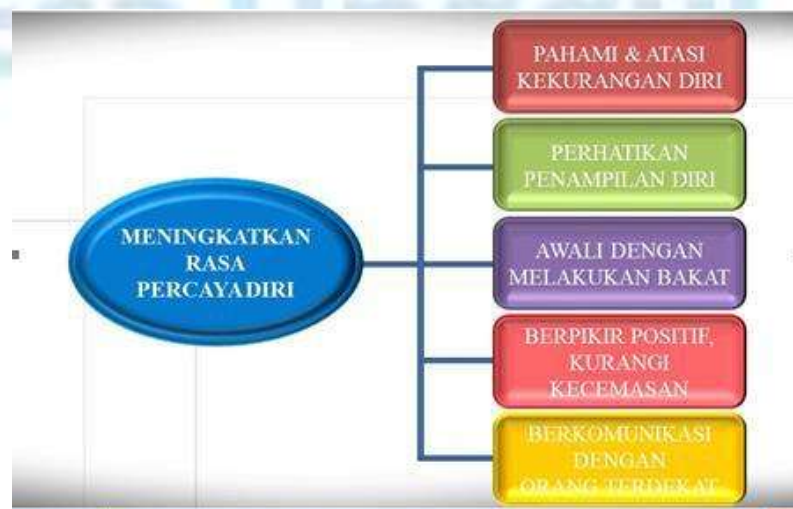 MENINGKATKAN
RASA
PERCAYADIRI
PAHAMI & ATASI
KEKURANGAN DIRI
PERHATIKAN
PENAMPILAN DIRI
AWALI DENGAN
MELAKUKAN BAKAT
BERPIKIR POSITIF,
KURANGI
KECEMASAN
BERKOMUNIKASI
DENGAN
ORANG TERDEKAT